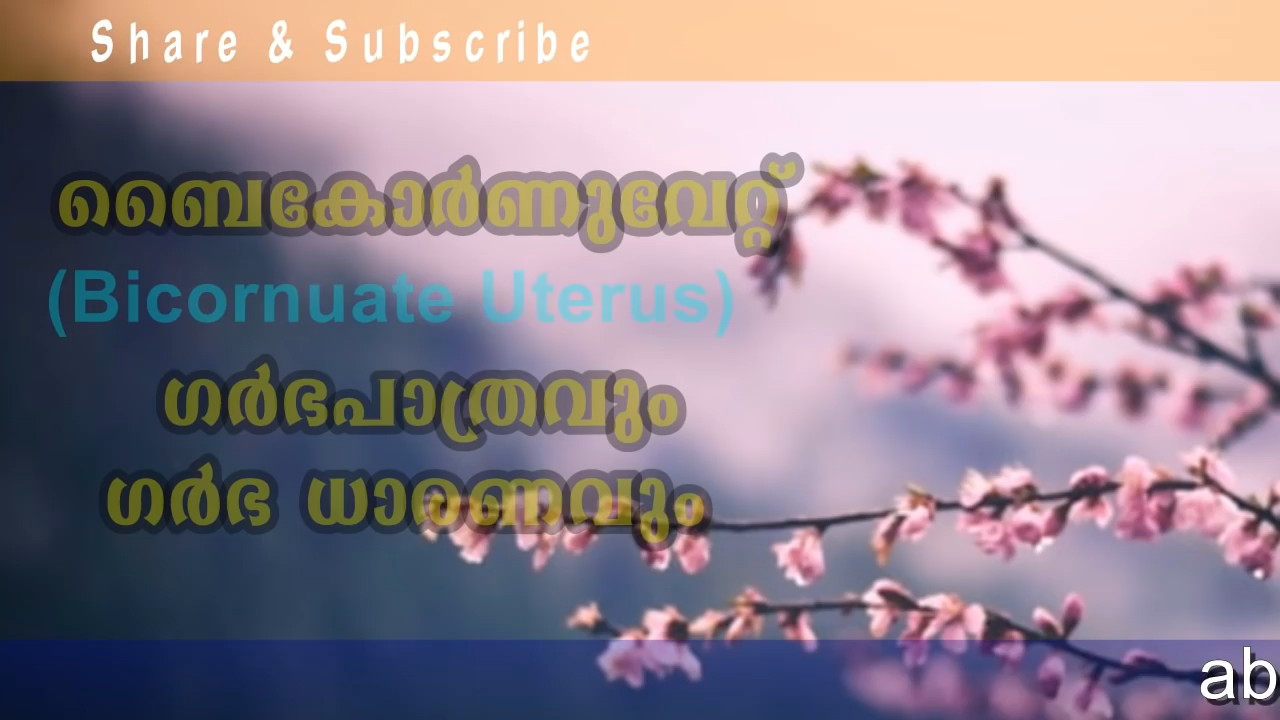 Share & Subscribe
ബൈകോർണുവേറ്റ്
(Bicornuate Uterus)
ഗർഭപാത്രവും
ഗർഭ ധാരണവും
ab